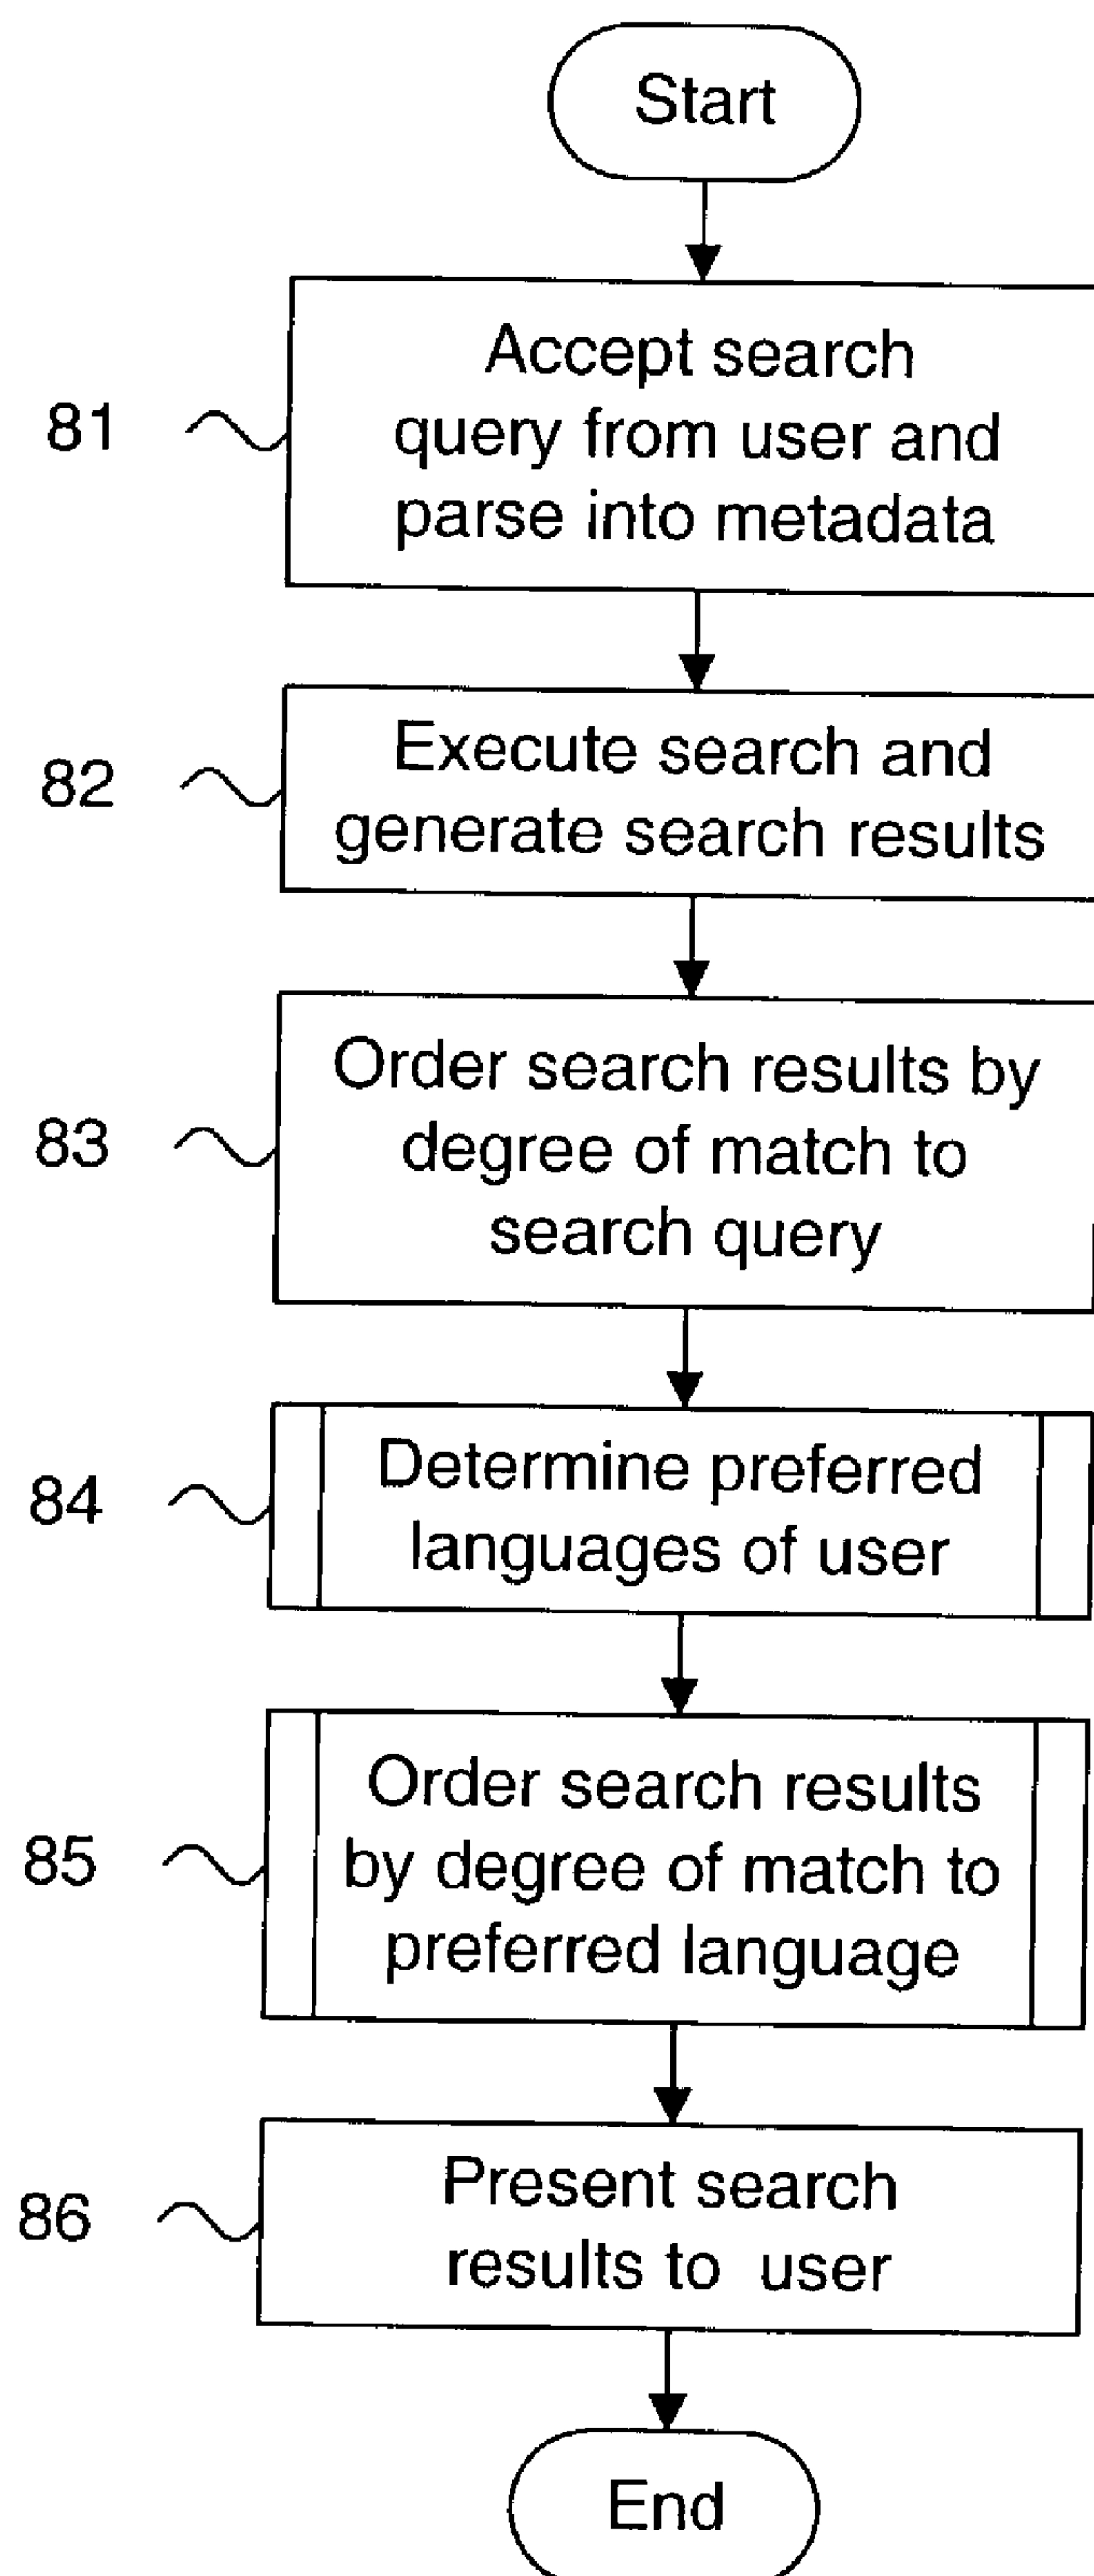 Start
81
Accept search
query from user and
parse into metadata
82
Execute search and
generate search results
83
Order search results by
degree of match to
search query
84
Determine preferred
languages of user
85
Order search results
by degree of match to
preferred language
86
Present search
results to user
End